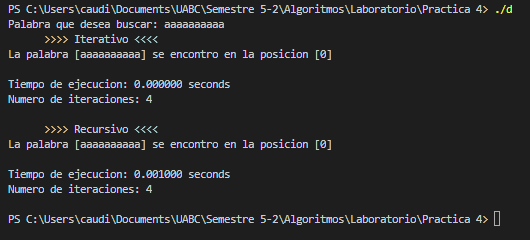 PS C:\Users\caudi\Documents\UABC\Semestre 5-2\Algoritmos\Laboratorio\Practica 4> ./d
Palabra que desea buscar: aaaaaaaaaa
>>>> Iterativo <<<<
La palabra [aaaaaaaaaa] se encontro en la posicion [0]
Tiempo de ejecucion: 0.000000 seconds
Numero de iteraciones: 4
>>>> Recursivo <<<<
La palabra [aaaaaaaaaa] se encontro en la posicion [0]
Tiempo de ejecucion: 0.001000 seconds
Numero de iteraciones: 4
PS C:\Users\caudi\Documents\UABC\Semestre 5-2\Algoritmos\Laboratorio\Practica 4>